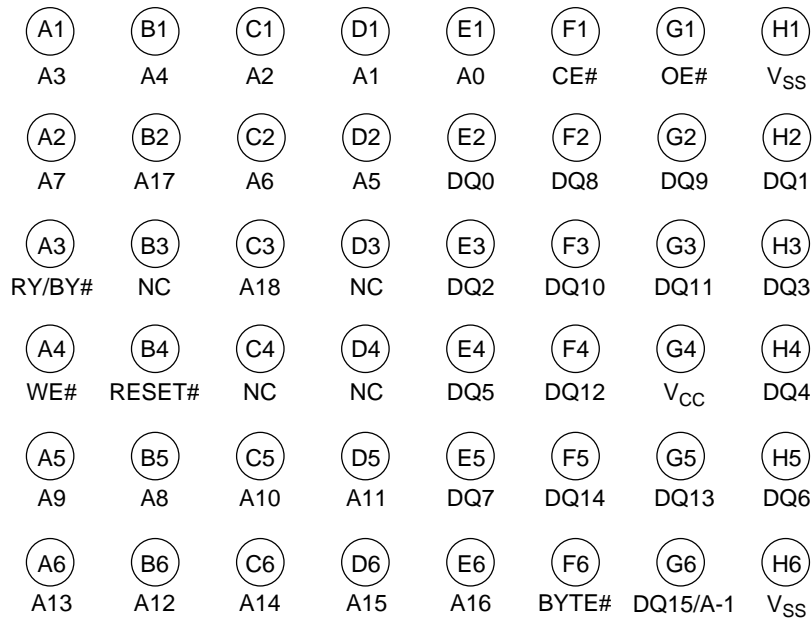 A1 B1 C1 D1 E1 F1 G1 H1
A3 A4 A2 A1 A0 CE# OE# VSS
A2 B2 C2 D2 E2 F2 G2 H2
A7 A17 A6 A5 DQ0 DQ8 DQ9 DQ1
A3 B3 C3 D3 E3 F3 G3 H3
RY/BY# NC A18 NC DQ2 DQ10 DQ11 DQ3
A4 B4 C4 D4 E4 F4 G4 H4
WE# RESET# NC NC DQ5 DQ12 VCC DQ4
A5 B5 C5 D5 E5 F5 G5 H5
A9 A8 A10 A11 DQ7 DQ14 DQ13 DQ6
A6 B6 C6 D6 E6 F6 G6 H6
A13 A12 A14 A15 A16 BYTE# DQ15/A-1 VSS